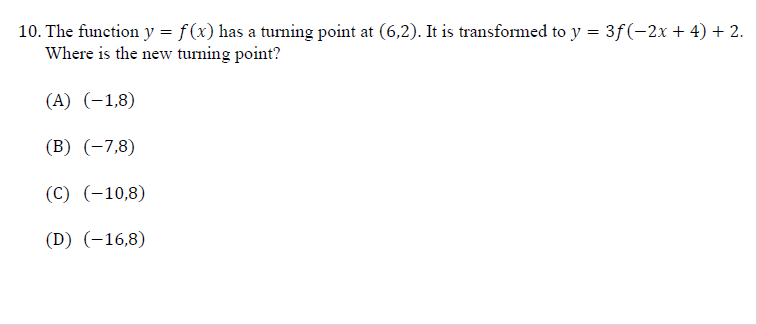 10. The function y = f(x) has a turning point at (6,2). It is transformed to y = 3f(−2x + 4) + 2.
Where is the new turning point?
(A) (−1,8)
(B) (−7,8)
(C) (−10,8)
(D) (−16,8)